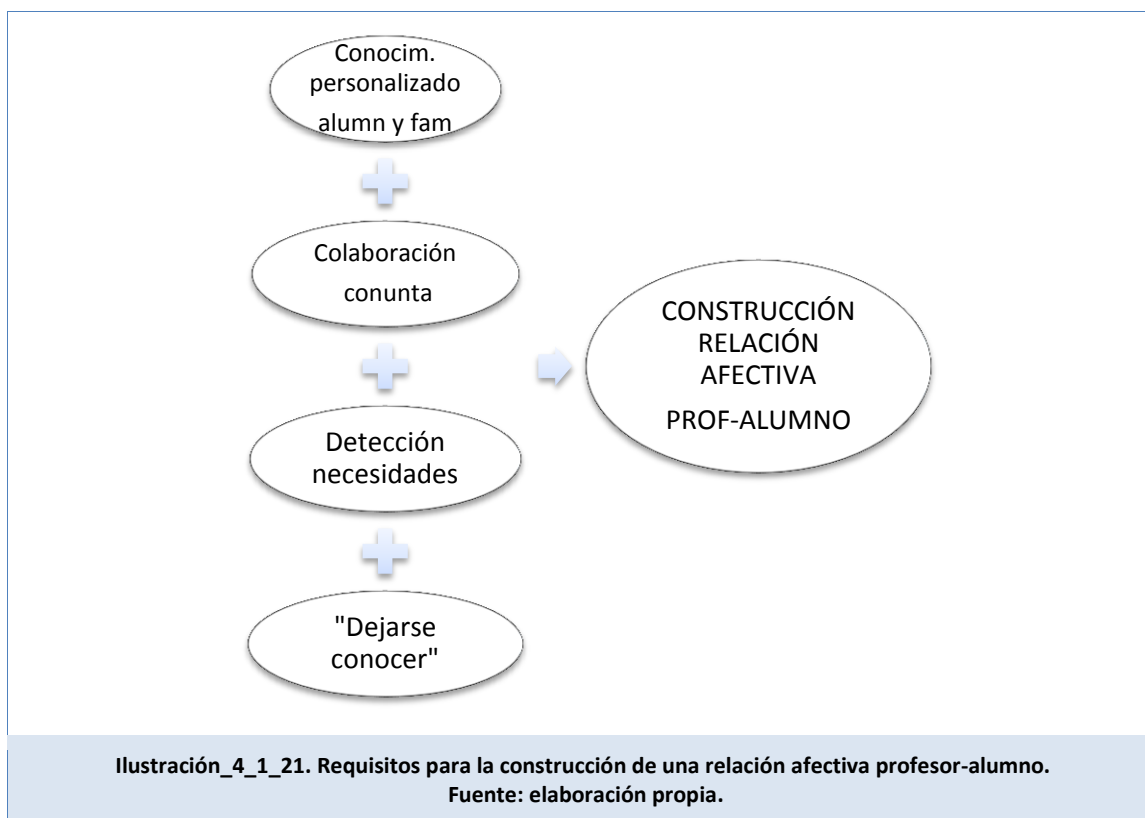 Conocim.
personalizado
alumn y fam
Colaboración
conunta
Detección
necesidades
"Dejarse
conocer"
CONSTRUCCIÓN
RELACIÓN
AFECTIVA
PROF-ALUMNO
Ilustración_4_1_21. Requisitos para la construcción de una relación afectiva profesor-alumno.
Fuente: elaboración propia.